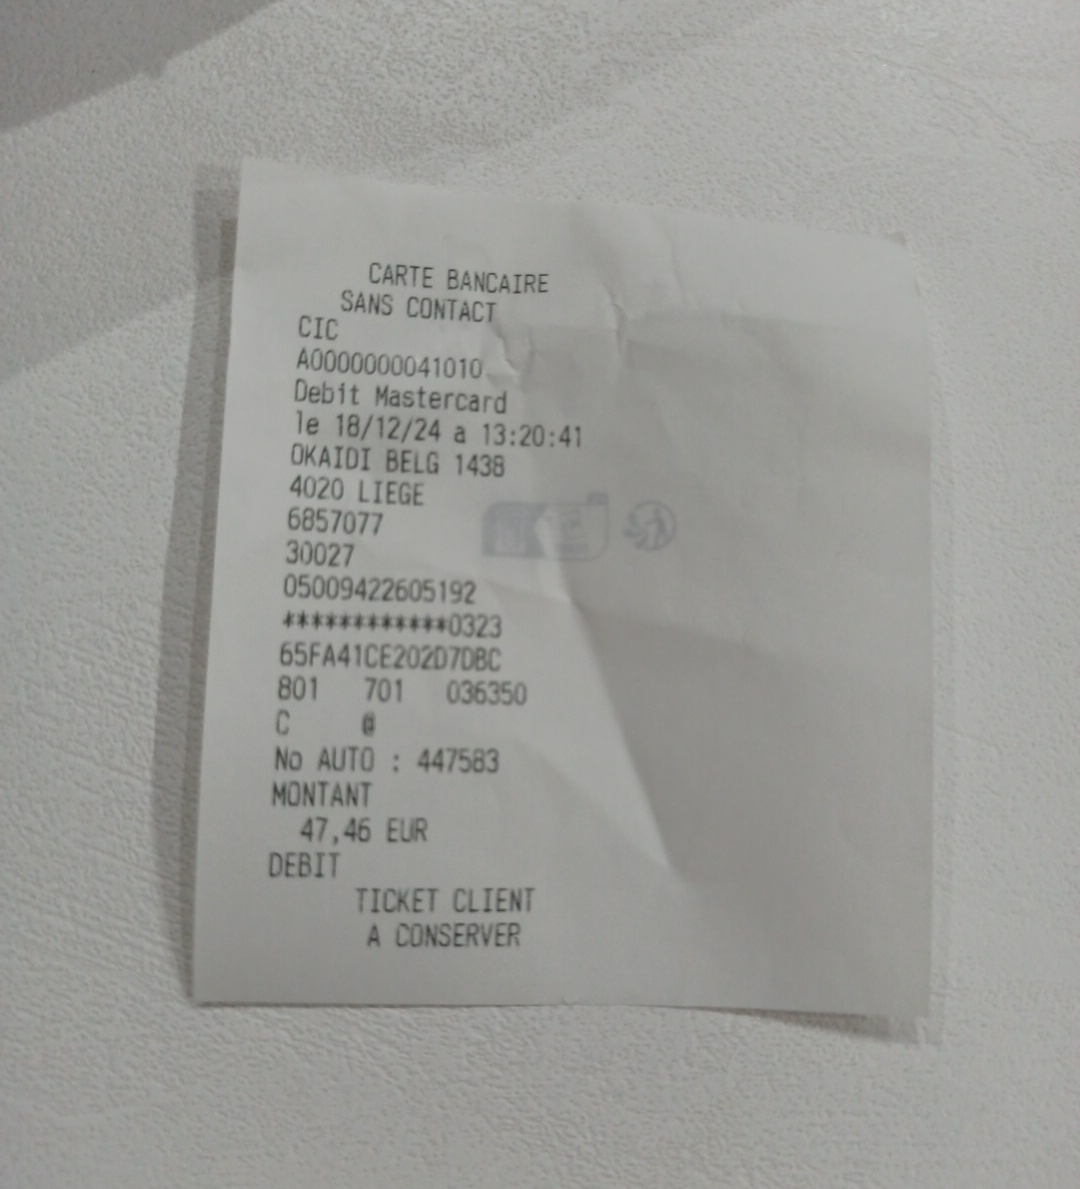 CARTE BANCAIRE
SANS CONTACT
CIC
A0000000041010
Debit Mastercard
le 18/12/24 a 13:20:41
OKAIDI BELG 1438
4020 LIEGE
6857077
30027
05009422605192
************0323
65FA41CE202D7DBC
801 701 036350
C @
No AUTO : 447583
MONTANT
47,46 EUR
DEBIT
TICKET CLIENT
A CONSERVER